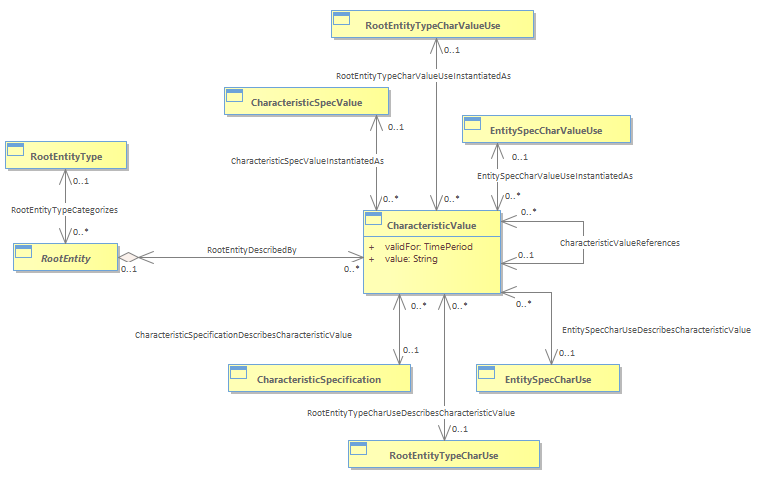 RootEntityTypeCharValueUse
0..1
RootEntityTypeCharValueUseInstantiatedAs
CharacteristicSpecValue
0..1
EntitySpecCharValueUse
0..1
RootEntityType
CharacteristicSpecValueInstantiatedAs
0..1
EntitySpecCharValueUseInstantiatedAs
0..*
0..*
0..*
RootEntityTypeCategorizes
0..*
CharacteristicValue
0..*
CharacteristicValueReferences
RootEntity
RootEntityDescribedBy
+ validFor: TimePeriod
+ value: String
0..1
0..1
0..*
0..*
0..*
0..*
CharacteristicSpecificationDescribesCharacteristicValue
EntitySpecCharUseDescribesCharacteristicValue
0..1
0..1
CharacteristicSpecification
EntitySpecCharUse
RootEntityTypeCharUseDescribesCharacteristicValue
0..1
RootEntityTypeCharUse